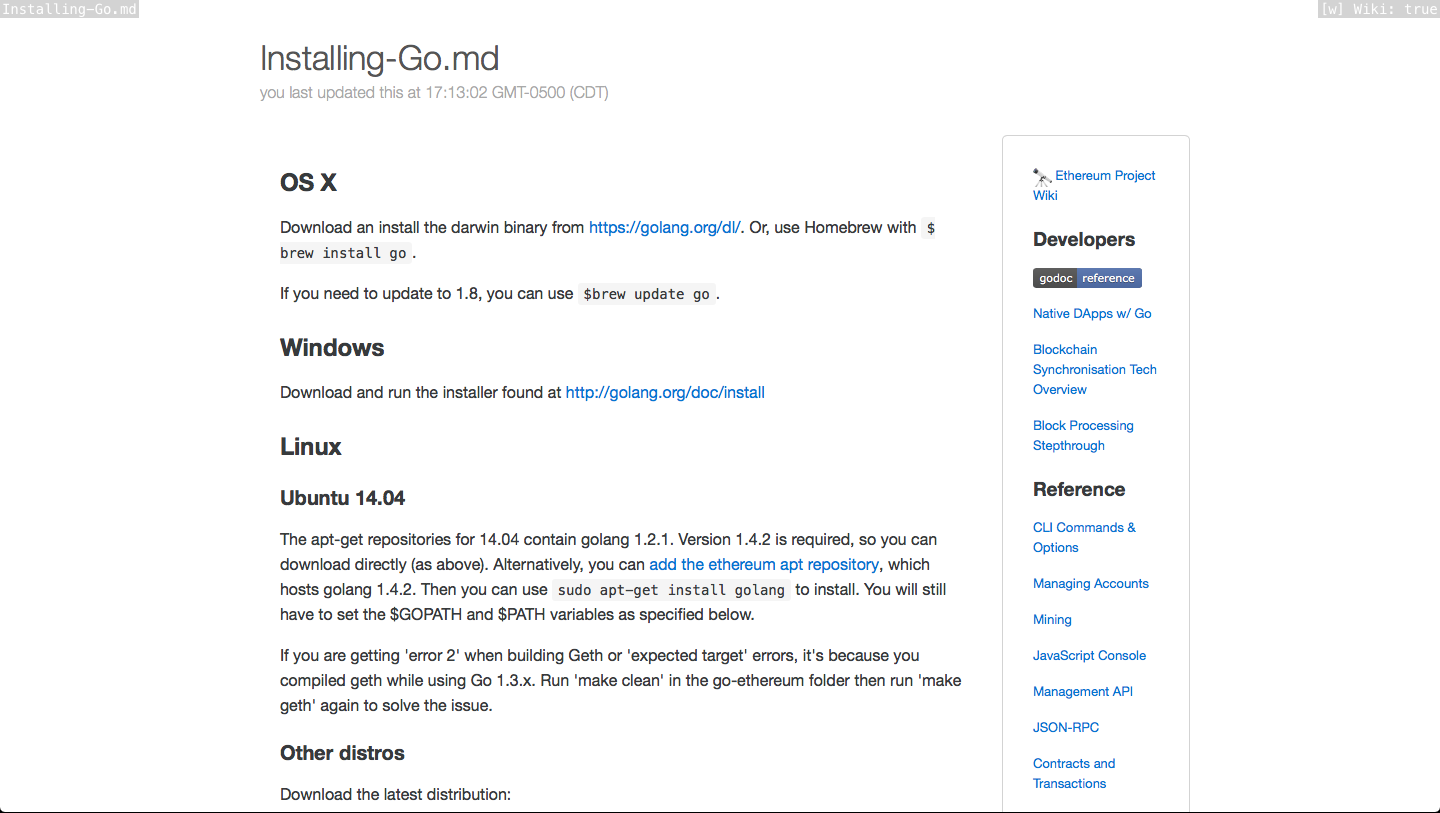 Installing-Go.md
[w] Wiki: true
Installing-Go.md
you last updated this at 17:13:02 GMT-0500 (CDT)
OS X
Download an install the darwin binary from https://golang.org/dl/. Or, use Homebrew with $
brew install go.
If you need to update to 1.8, you can use $brew update go.
Windows
Download and run the installer found at http://golang.org/doc/install
Linux
Ubuntu 14.04
The apt-get repositories for 14.04 contain golang 1.2.1. Version 1.4.2 is required, so you can
download directly (as above). Alternatively, you can add the ethereum apt repository, which
hosts golang 1.4.2. Then you can use sudo apt-get install golang to install. You will still
have to set the $GOPATH and $PATH variables as specified below.
If you are getting 'error 2' when building Geth or 'expected target' errors, it's because you
compiled geth while using Go 1.3.x. Run 'make clean' in the go-ethereum folder then run 'make
geth' again to solve the issue.
Other distros
Download the latest distribution:
Ethereum Project
Wiki
Developers
godoc reference
Native DApps w/ Go
Blockchain
Synchronisation Tech
Overview
Block Processing
Stepthrough
Reference
CLI Commands &
Options
Managing Accounts
Mining
JavaScript Console
Management API
JSON-RPC
Contracts and
Transactions